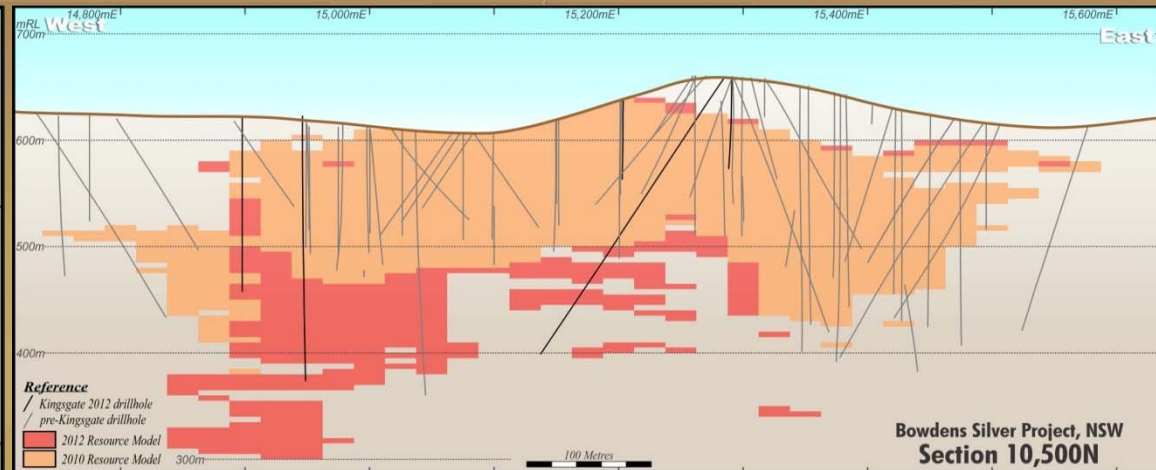 14,800mE 15,000mE 15,200mE 15,400mE 15,600mE
mRL West
700m East
600m
500m
400m
Reference
Kingsgate 2012 drillhole
pre-Kingsgate drillhole
2012 Resource Model
2010 Resource Model 300m
100 Metres
Bowdens Silver Project, NSW
Section 10,500N